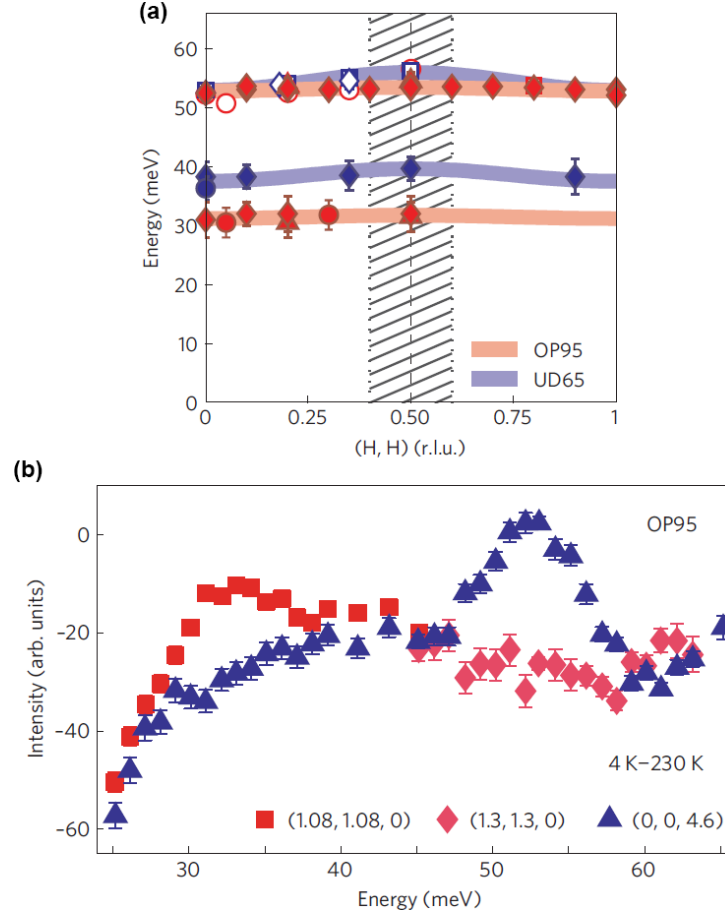 (a)
60
50
40
30
20
10
0
Energy (meV)
OP95
UD65
0 0.25 0.50 0.75 1
(H, H) (r.l.u.)
(b)
0
-20
-40
-60
Intensity (arb. units)
OP95
4 K–230 K
(1.08, 1.08, 0) (1.3, 1.3, 0) (0, 0, 4.6)
30 40 50 60
Energy (meV)